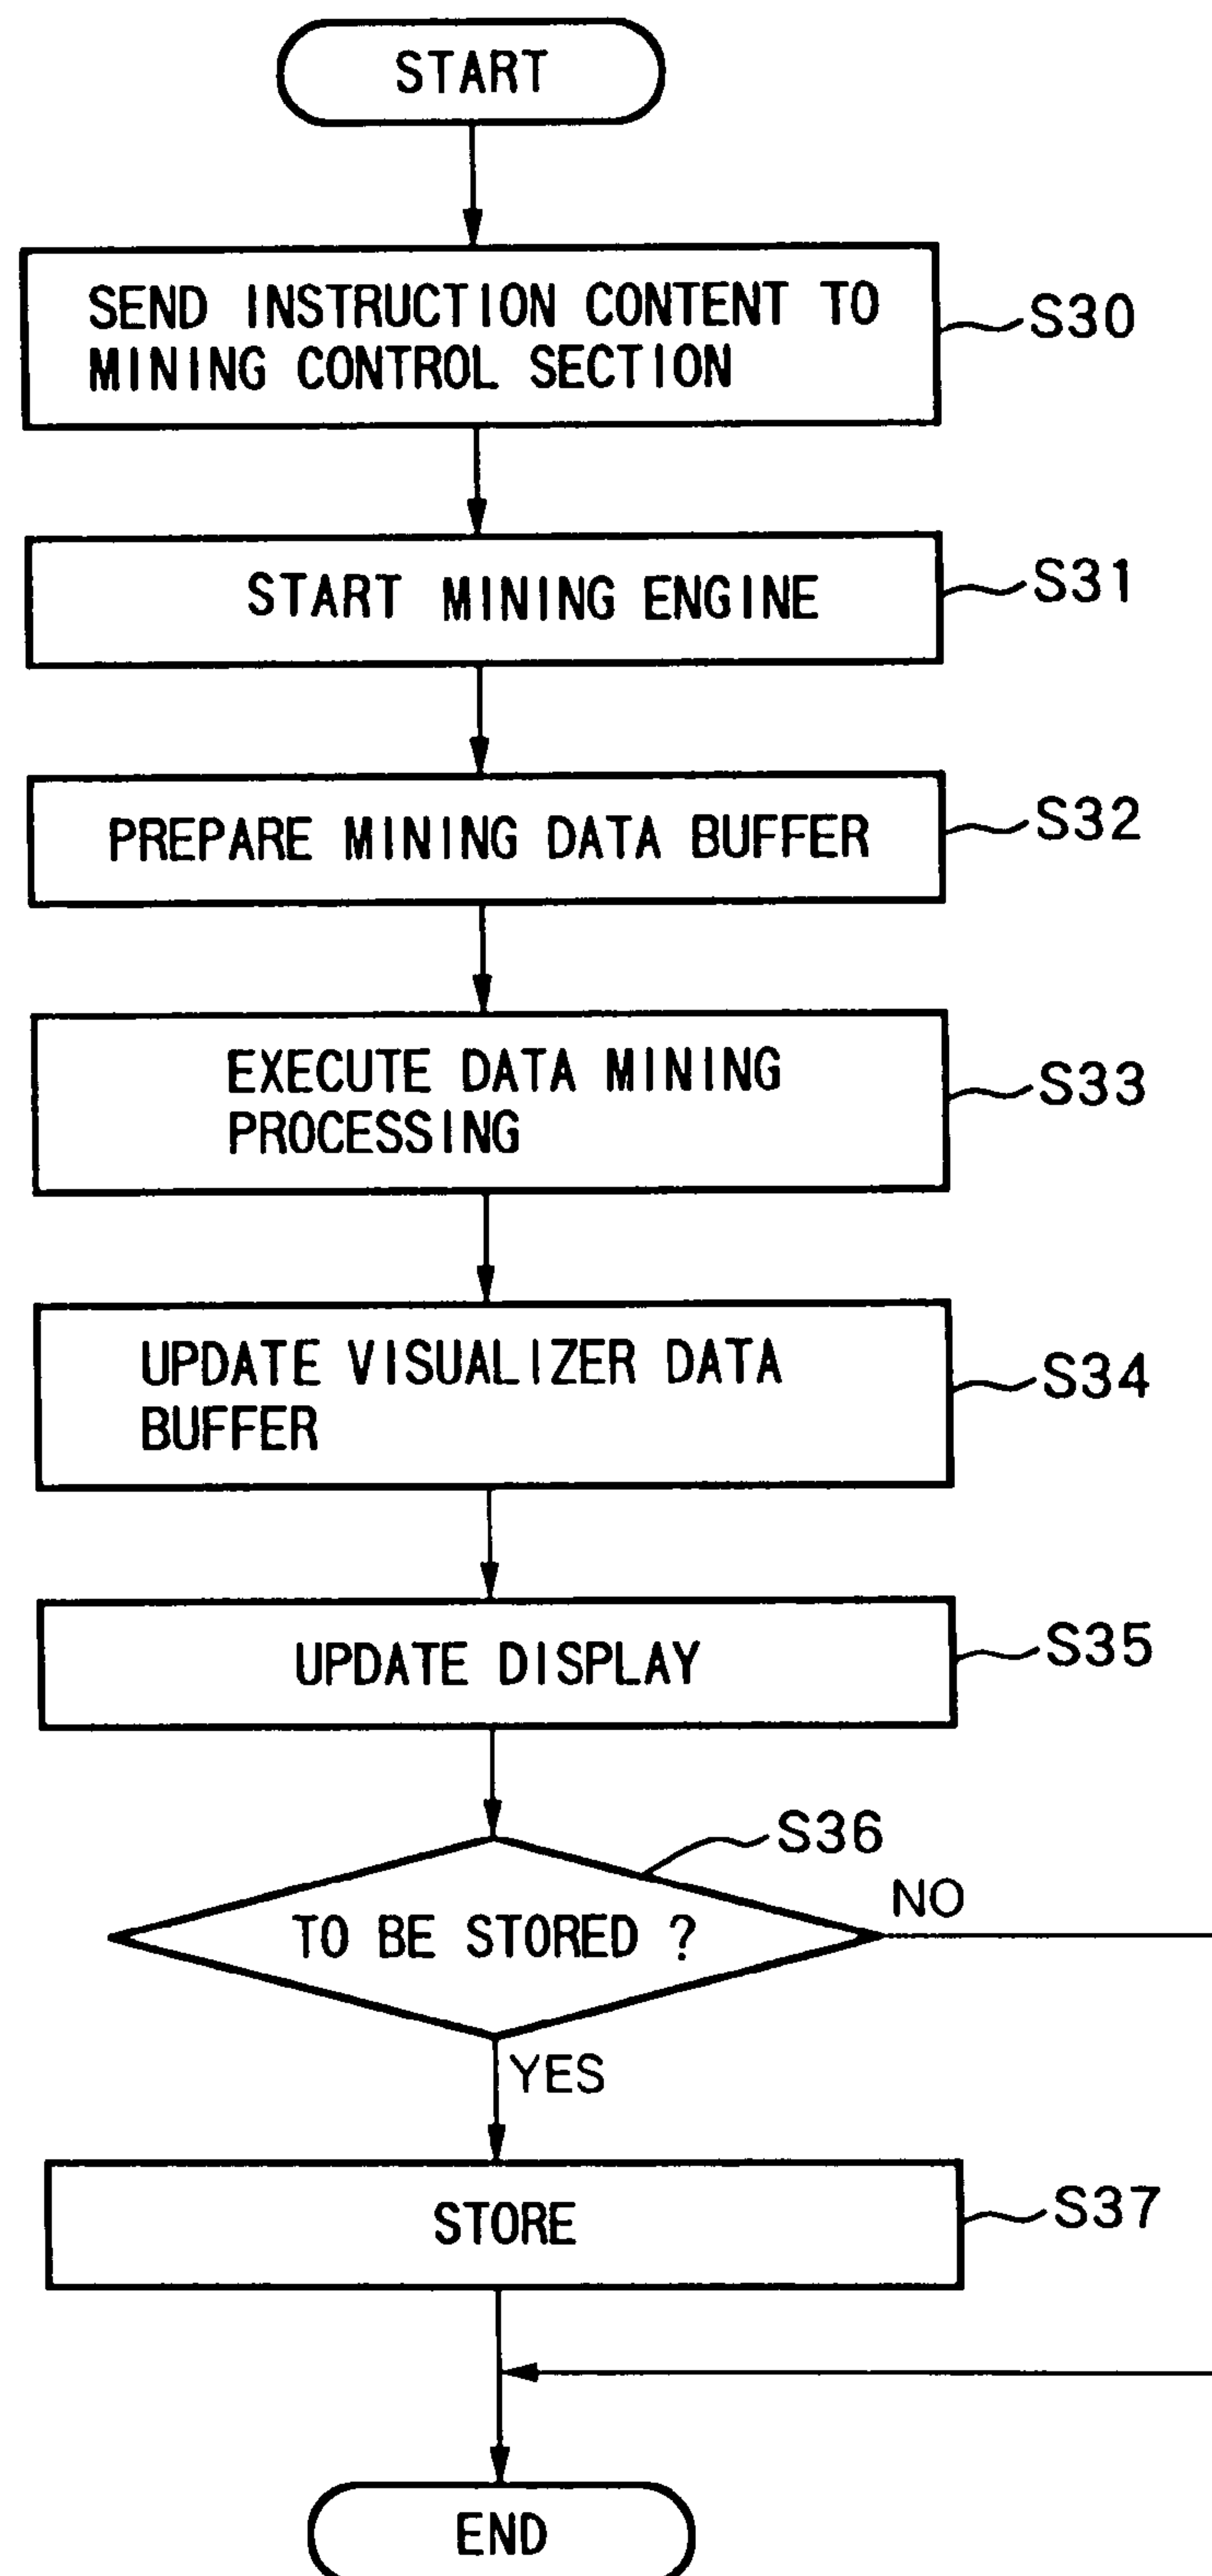 START
SEND INSTRUCTION CONTENT TO
MINING CONTROL SECTION
S30
START MINING ENGINE
S31
PREPARE MINING DATA BUFFER
S32
EXECUTE DATA MINING
PROCESSING
S33
UPDATE VISUALIZER DATA
BUFFER
S34
UPDATE DISPLAY
S35
S36
TO BE STORED ?
NO
YES
STORE
S37
END